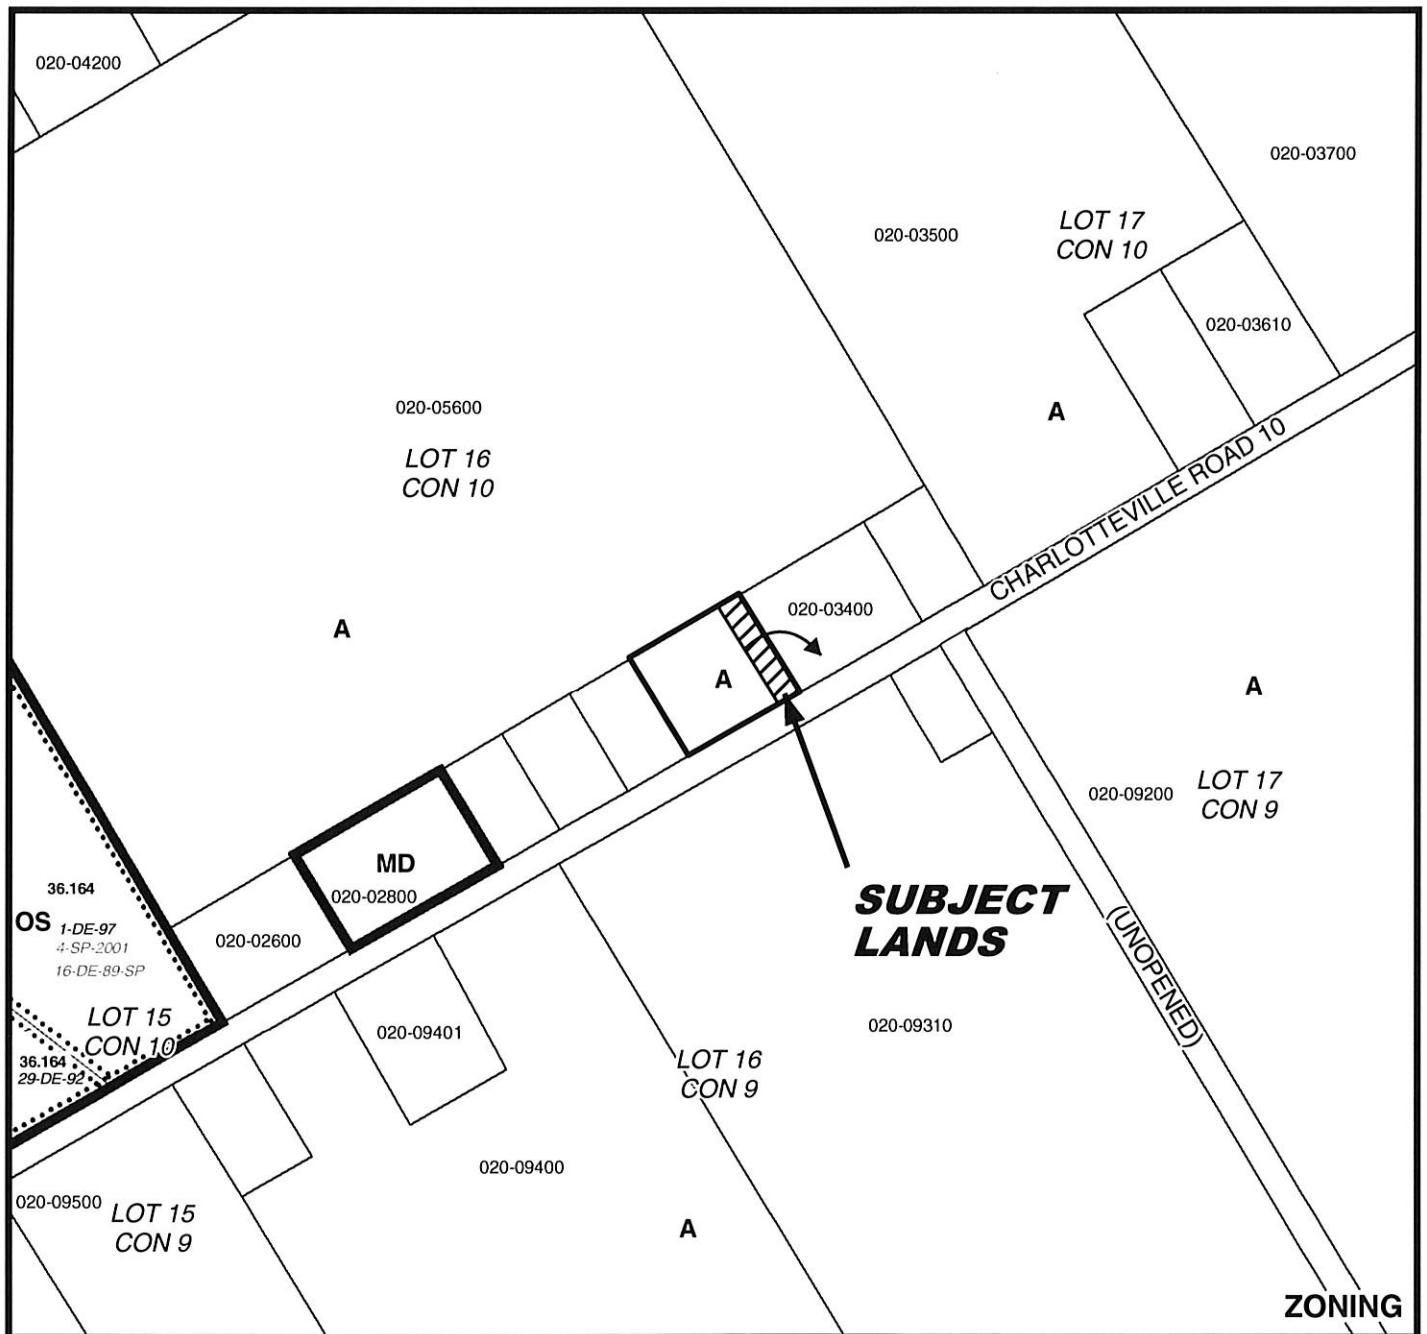 020-04200
020-03700
020-03500
LOT 17
CON 10
020-03610
020-05600
A
LOT 16
CON 10
CHARLOTTEVILLE ROAD 10
A
020-03400
A
A
020-09200
LOT 17
CON 9
MD
020-02800
36.164
OS
1-DE-97
4-SP-2001
16-DE-89-SP
020-02600
SUBJECT
LANDS
(UNOPENED)
LOT 15
CON 10
36.164
29-DE-92
020-09401
020-09310
LOT 16
CON 9
020-09400
020-09500
LOT 15
CON 9
A
ZONING